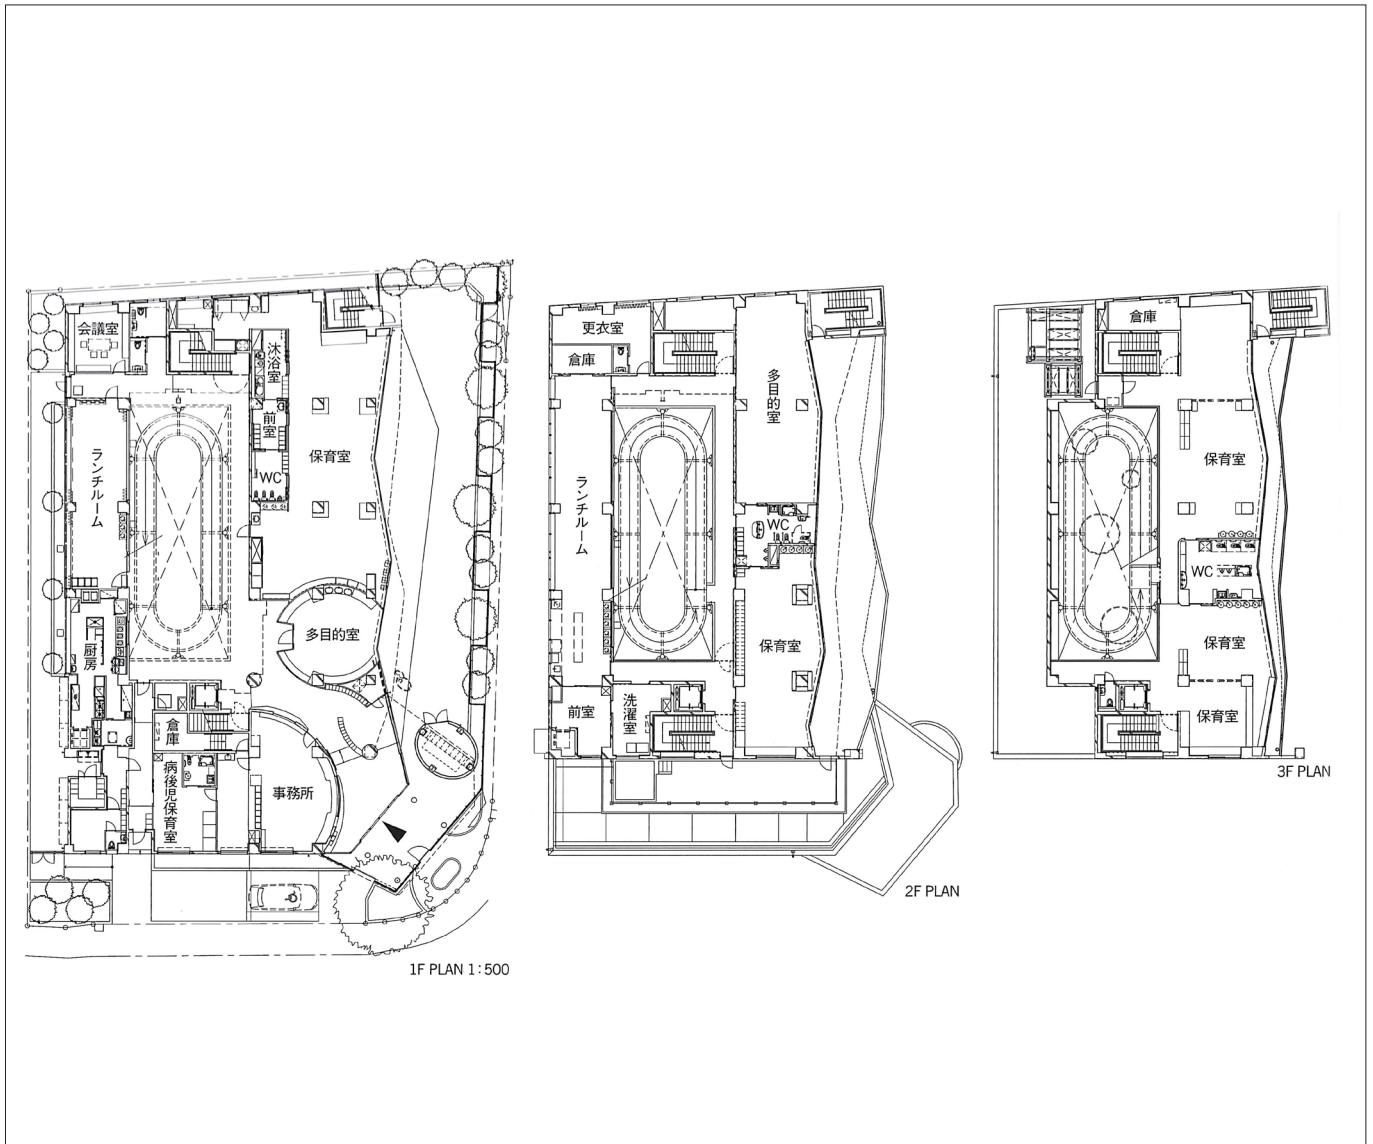 会議室
沐浴室
前室
WC
保育室
ランチルーム
多目的室
厨房
倉庫
病後児保育室
事務所
1F PLAN 1:500
更衣室
倉庫
多目的室
ランチルーム
WC
保育室
前室
洗濯室
2F PLAN
倉庫
保育室
WC
保育室
保育室
3F PLAN